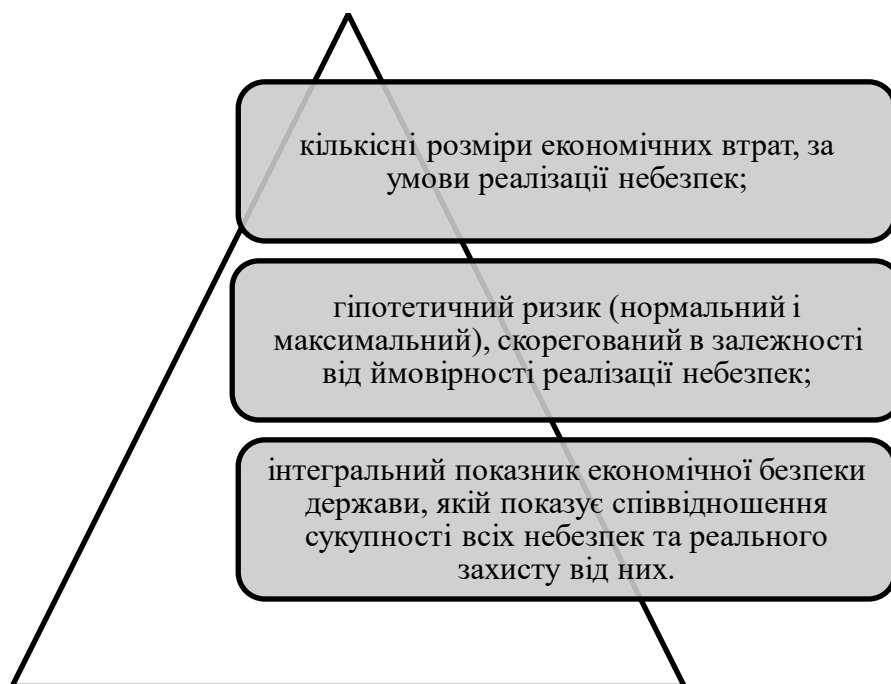 кількісні розміри економічних втрат, за
умови реалізації небезпек;
гіпотетичний ризик (нормальний і
максимальний), скорегований в залежності
від ймовірності реалізації небезпек;
інтегральний показник економічної безпеки
держави, якій показує співвідношення
сукупності всіх небезпек та реального
захисту від них.